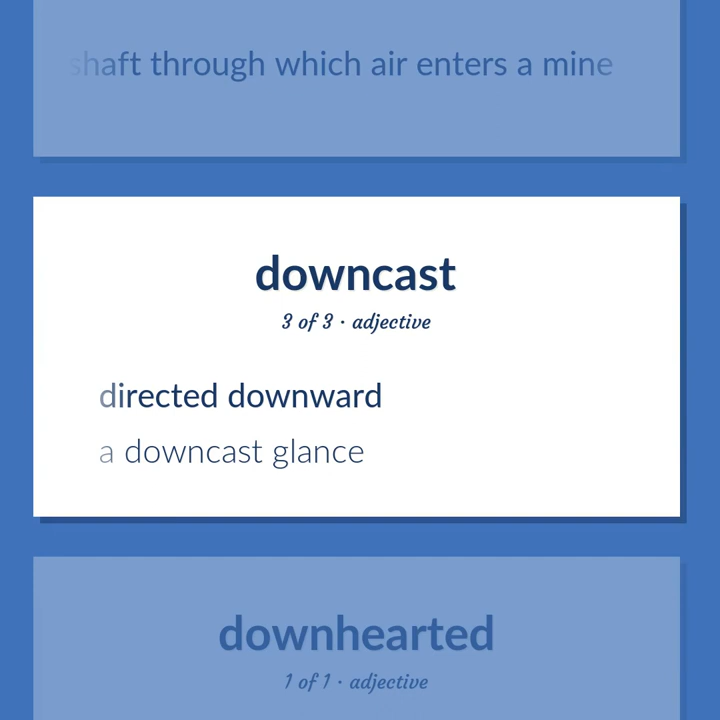 shaft through which air enters a mine
downcast
3 of 3 · adjective
directed downward
a downcast glance
downhearted
1 of 1 · adjective